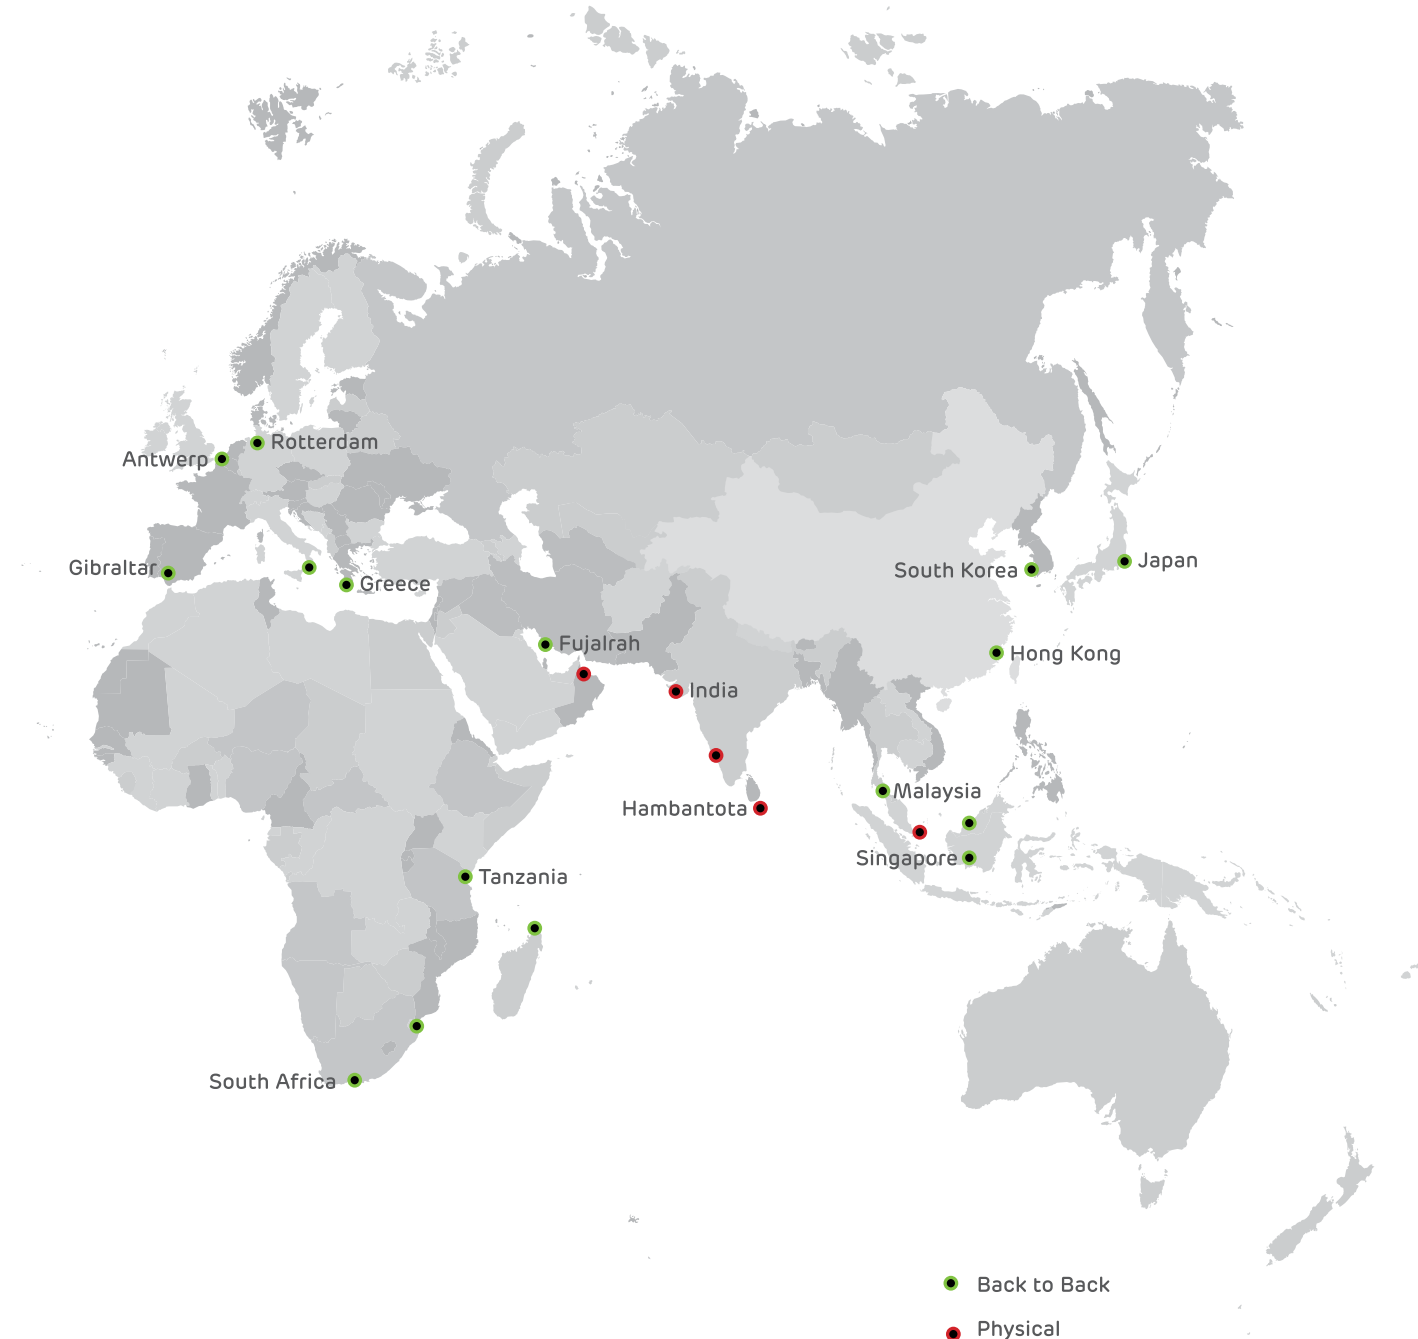 Rotterdam
Antwerp
Gibraltar
Greece
South Korea
Japan
Fujalrah
Hong Kong
India
Malaysia
Hambantota
Singapore
Tanzania
South Africa
Back to Back
Physical